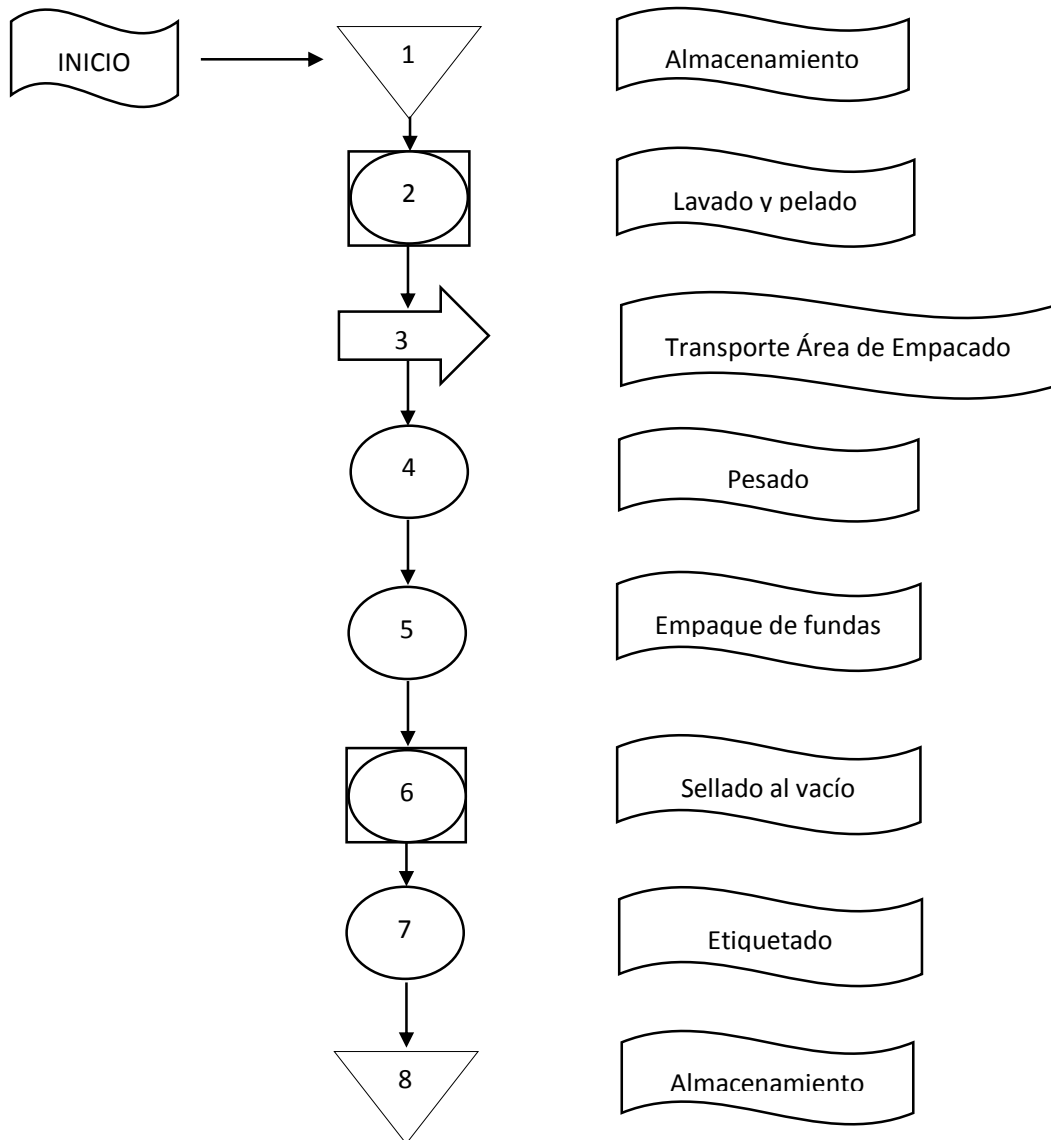 INICIO
1
Almacenamiento
2
Lavado y pelado
3
Transporte Área de Empacado
4
Pesado
5
Empaque de fundas
6
Sellado al vacío
7
Etiquetado
8
Almacenamiento